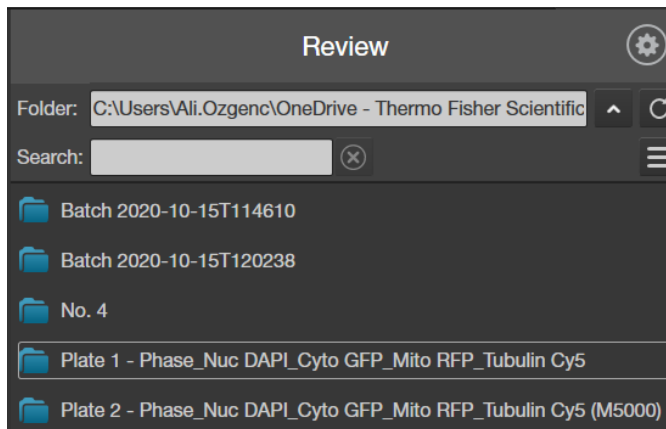 Review
Folder: C:\Users\Ali.Ozgenc\OneDrive - Thermo Fisher Scientific
Search:
Batch 2020-10-15T114610
Batch 2020-10-15T120238
No. 4
Plate 1 - Phase_Nuc DAPI_Cyto GFP_Mito RFP_Tubulin Cy5
Plate 2 - Phase_Nuc DAPI_Cyto GFP_Mito RFP_Tubulin Cy5 (M5000)